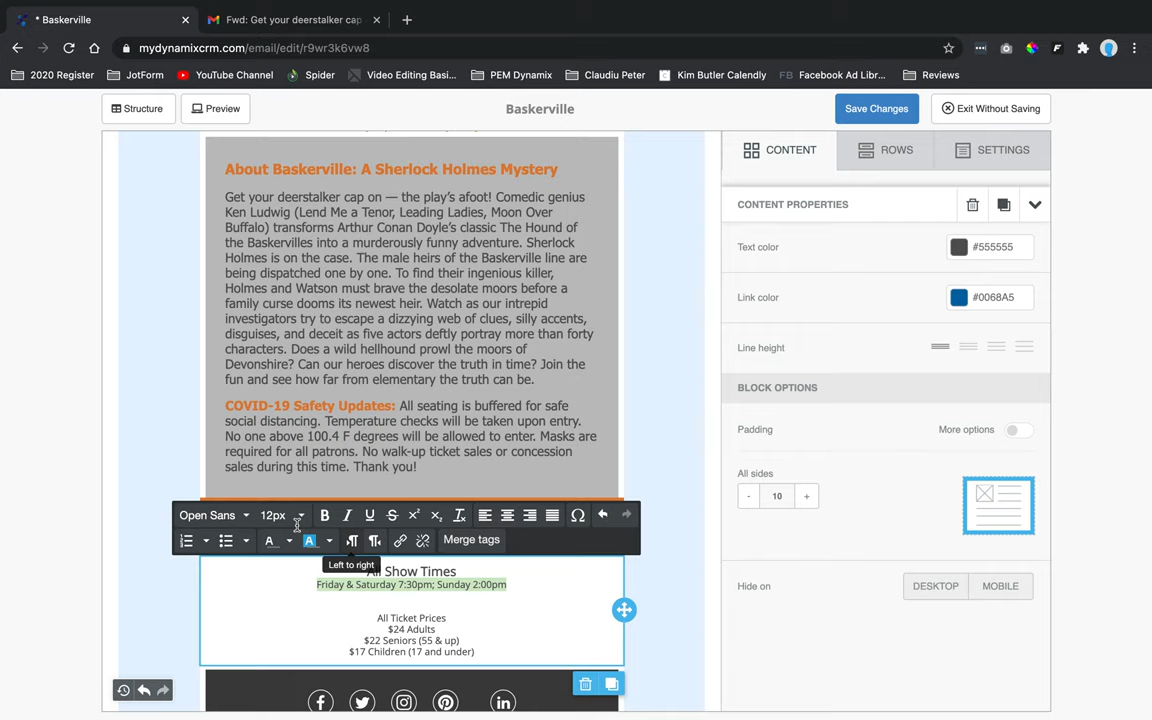 * Baskerville
Fwd: Get your deerstalker cap
mydynamixcrm.com/email/edit/r9wr3k6vw8
2020 Register
JotForm
YouTube Channel
Spider
Video Editing Basi...
PEM Dynamix
Claudiu Peter
Kim Butler Calendly
FB Facebook Ad Libr...
Reviews
Structure
Preview
Baskerville
Save Changes
Exit Without Saving
CONTENT
ROWS
SETTINGS
About Baskerville: A Sherlock Holmes Mystery
Get your deerstalker cap on — the play’s afoot! Comedic genius
Ken Ludwig (Lend Me a Tenor, Leading Ladies, Moon Over
Buffalo) transforms Arthur Conan Doyle’s classic The Hound of
the Baskervilles into a murderously funny adventure. Sherlock
Holmes is on the case. The male heirs of the Baskerville line are
being dispatched one by one. To find their ingenious killer,
Holmes and Watson must brave the desolate moors before a
family curse dooms its newest heir. Watch as our intrepid
investigators try to escape a dizzying web of clues, silly accents,
disguises, and deceit as five actors deftly portray more than forty
characters. Does a wild hellhound prowl the moors of
Devonshire? Can our heroes discover the truth in time? Join the
fun and see how far from elementary the truth can be.
COVID-19 Safety Updates: All seating is buffered for safe
social distancing. Temperature checks will be taken upon entry.
No one above 100.4 F degrees will be allowed to enter. Masks are
required for all patrons. No walk-up ticket sales or concession
sales during this time. Thank you!
Open Sans
12px
Merge tags
Left to right
All Show Times
Friday & Saturday 7:30pm; Sunday 2:00pm
All Ticket Prices
$24 Adults
$22 Seniors (55 & up)
$17 Children (17 and under)
CONTENT PROPERTIES
Text color
#555555
Link color
#0068A5
Line height
BLOCK OPTIONS
Padding
More options
All sides
- 10 +
Hide on
DESKTOP
MOBILE